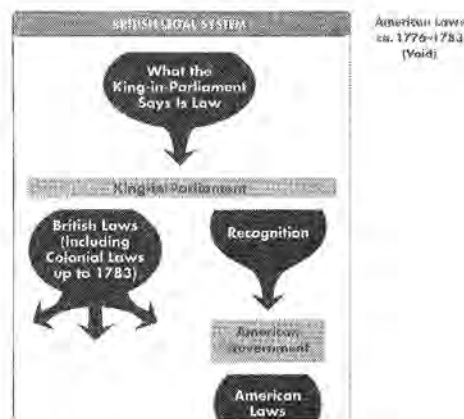 BRITISH LEGAL SYSTEM
American Laws
ca. 1776–1783
(Void)
What the
King-in-Parliament
Says Is Law
King-in-Parliament
British Laws
(Including
Colonial Laws
up to 1783)
Recognition
American
Government
American
Laws